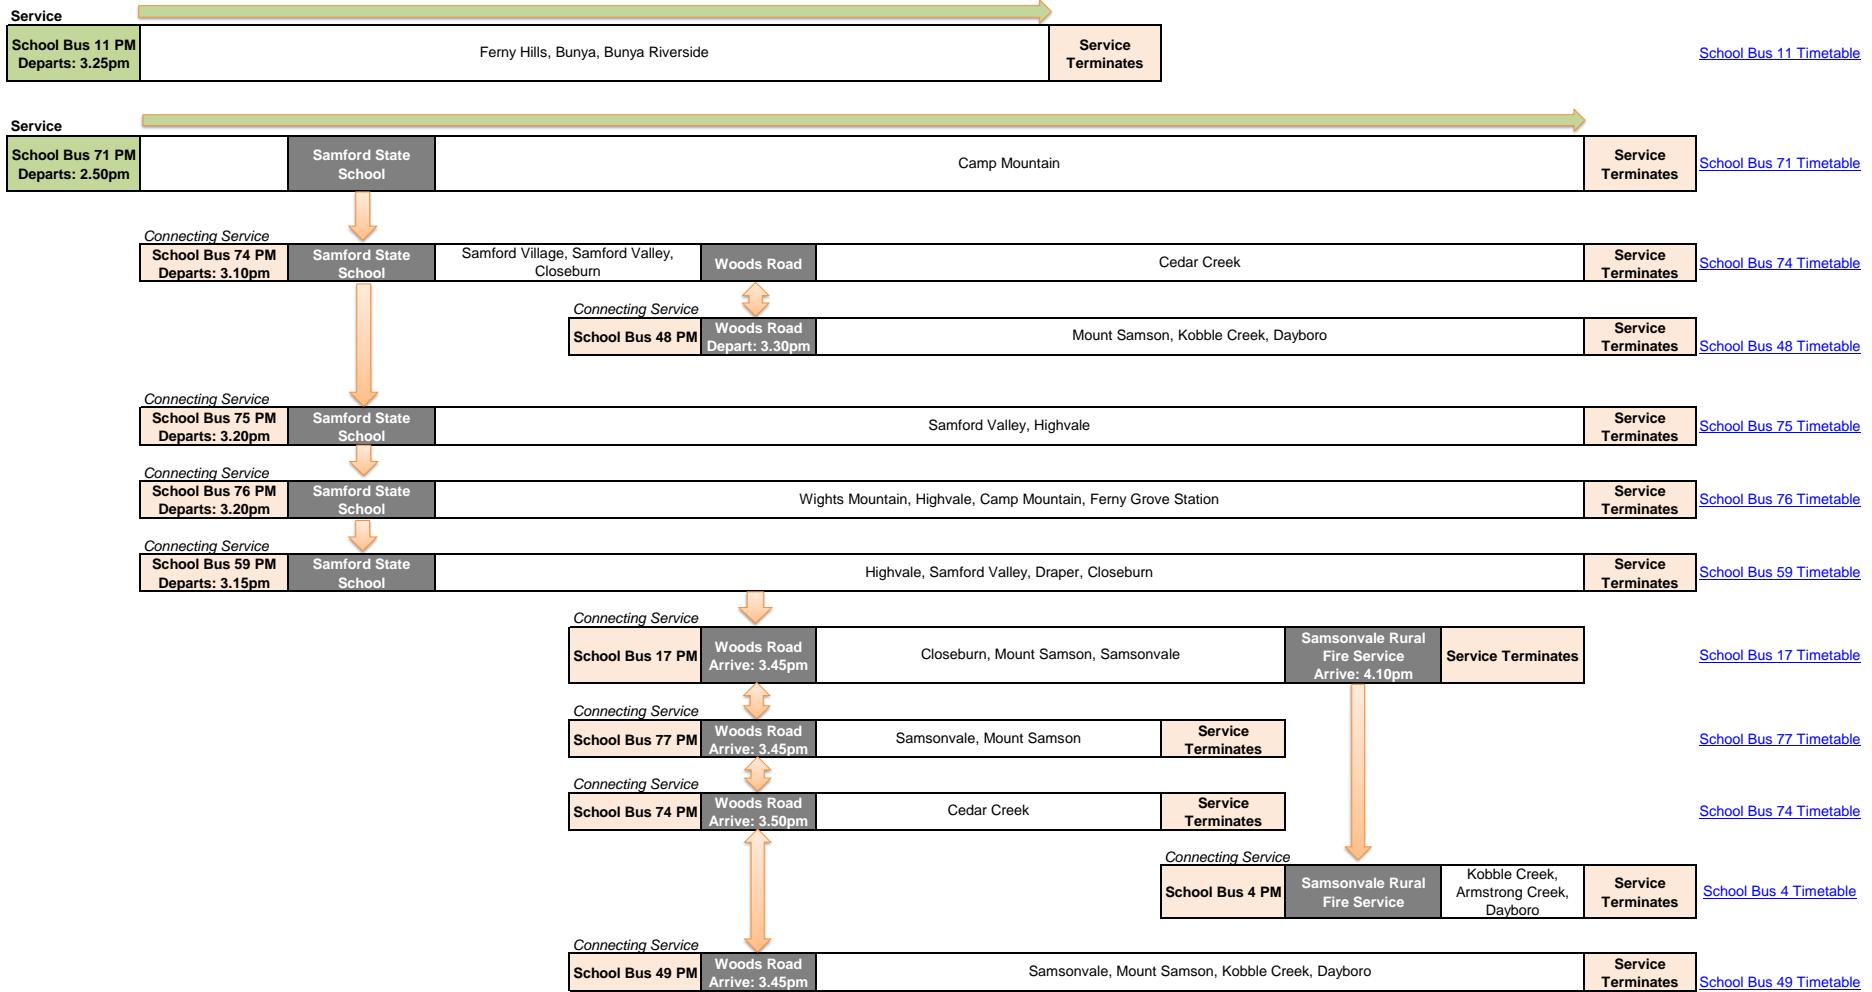 Service
School Bus 11 PM
Departs: 3.25pm
Ferny Hills, Bunya, Bunya Riverside
Service
Terminates
School Bus 11 Timetable
Service
School Bus 71 PM
Departs: 2.50pm
Samford State
School
Camp Mountain
Service
Terminates
School Bus 71 Timetable
Connecting Service
School Bus 74 PM
Departs: 3.10pm
Samford State
School
Samford Village, Samford Valley,
Closeburn
Woods Road
Cedar Creek
Service
Terminates
School Bus 74 Timetable
Connecting Service
School Bus 48 PM
Woods Road
Depart: 3.30pm
Mount Samson, Kobble Creek, Dayboro
Service
Terminates
School Bus 48 Timetable
Connecting Service
School Bus 75 PM
Departs: 3.20pm
Samford State
School
Samford Valley, Highvale
Service
Terminates
School Bus 75 Timetable
Connecting Service
School Bus 76 PM
Departs: 3.20pm
Samford State
School
Wights Mountain, Highvale, Camp Mountain, Ferny Grove Station
Service
Terminates
School Bus 76 Timetable
Connecting Service
School Bus 59 PM
Departs: 3.15pm
Samford State
School
Highvale, Samford Valley, Draper, Closeburn
Service
Terminates
School Bus 59 Timetable
Connecting Service
School Bus 17 PM
Woods Road
Arrive: 3.45pm
Closeburn, Mount Samson, Samsonvale
Samsonvale Rural
Fire Service
Arrive: 4.10pm
Service Terminates
School Bus 17 Timetable
Connecting Service
School Bus 77 PM
Woods Road
Arrive: 3.45pm
Samsonvale, Mount Samson
Service
Terminates
School Bus 77 Timetable
Connecting Service
School Bus 74 PM
Woods Road
Arrive: 3.50pm
Cedar Creek
Service
Terminates
School Bus 74 Timetable
Connecting Service
School Bus 4 PM
Samsonvale Rural
Fire Service
Kobble Creek,
Armstrong Creek,
Dayboro
Service
Terminates
School Bus 4 Timetable
Connecting Service
School Bus 49 PM
Woods Road
Arrive: 3.45pm
Samsonvale, Mount Samson, Kobble Creek, Dayboro
Service
Terminates
School Bus 49 Timetable